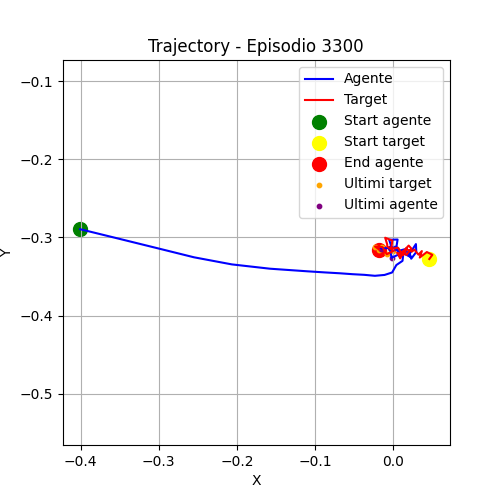 Trajectory - Episodio 3300
Agente
Target
Start agente
Start target
End agente
Ultimi target
Ultimi agente
−0.1
−0.2
−0.3
−0.4
−0.5
Y
−0.4
−0.3
−0.2
−0.1
0.0
X